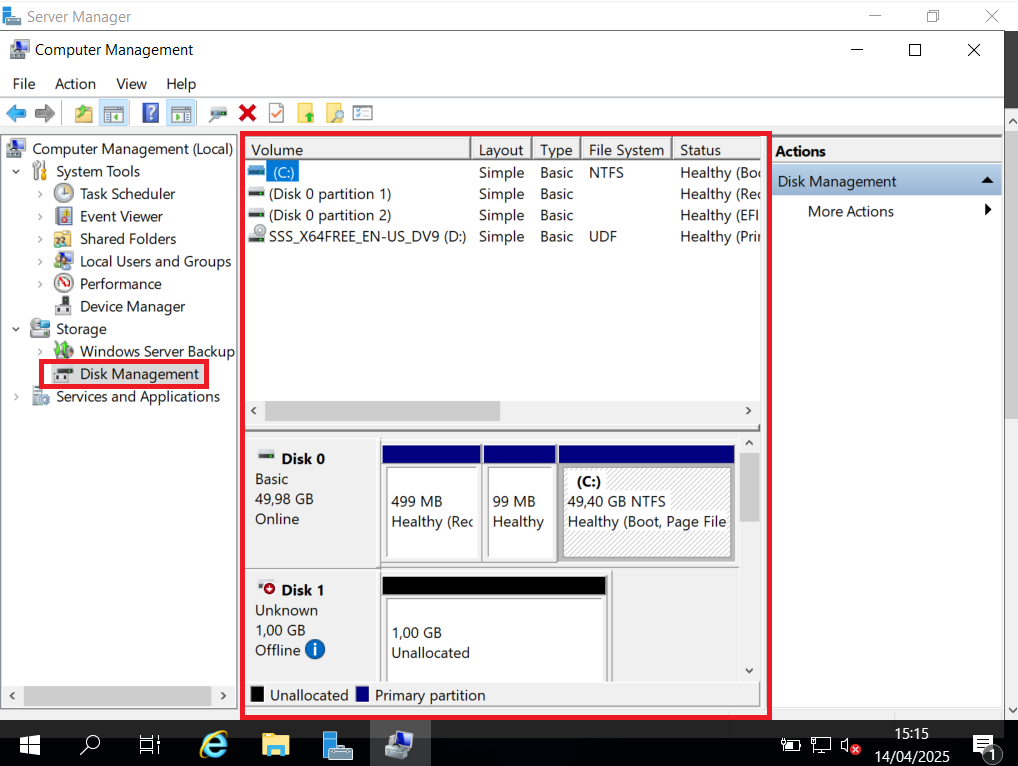 Server Manager
Computer Management
File Action View Help
Computer Management (Local)
System Tools
Task Scheduler
Event Viewer
Shared Folders
Local Users and Groups
Performance
Device Manager
Storage
Windows Server Backup
Disk Management
Services and Applications
Volume Layout Type File System Status
(C:) Simple Basic NTFS Healthy (Boo
(Disk 0 partition 1) Simple Basic Healthy (Rec
(Disk 0 partition 2) Simple Basic Healthy (EFI
SSS_X64FREE_EN-US_DV9 (D:) Simple Basic UDF Healthy (Prin
Disk 0
Basic
49,98 GB
Online
499 MB
Healthy (Rec
99 MB
Healthy
(C:)
49,40 GB NTFS
Healthy (Boot, Page File
Disk 1
Unknown
1,00 GB
Offline
1,00 GB
Unallocated
Unallocated Primary partition
Actions
Disk Management
More Actions
15:15
14/04/2025
1